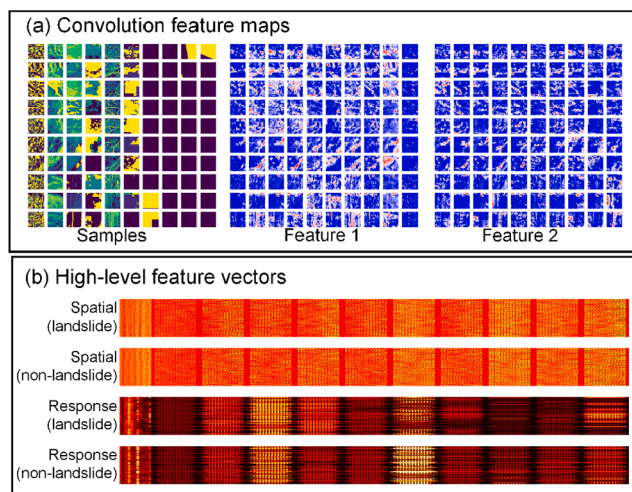 (a) Convolution feature maps
Samples
Feature 1
Feature 2
(b) High-level feature vectors
Spatial
(landslide)
Spatial
(non-landslide)
Response
(landslide)
Response
(non-landslide)